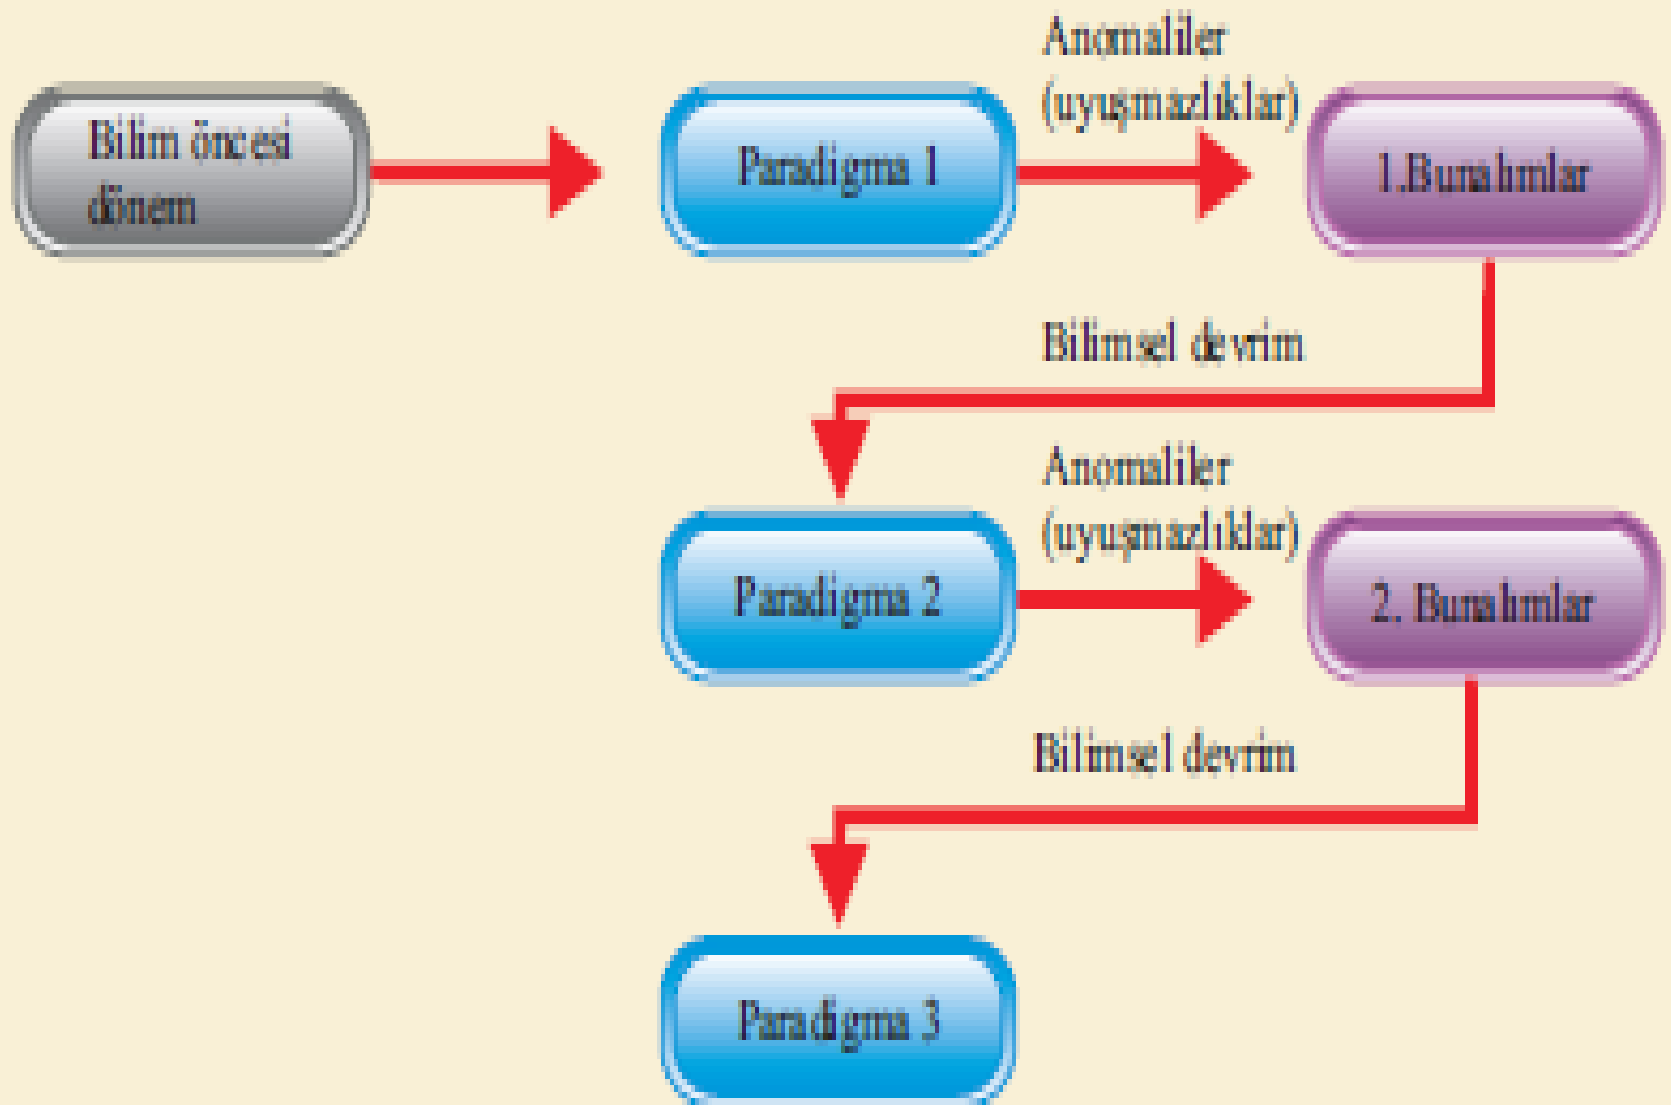 Anomaliler
(uyuşmazlıklar)
Bilim öncesi
dönem
Paradigma 1
1.Bunalımlar
Bilimsel devrim
Anomaliler
(uyuşmazlıklar)
Paradigma 2
2. Bunalımlar
Bilimsel devrim
Paradigma 3